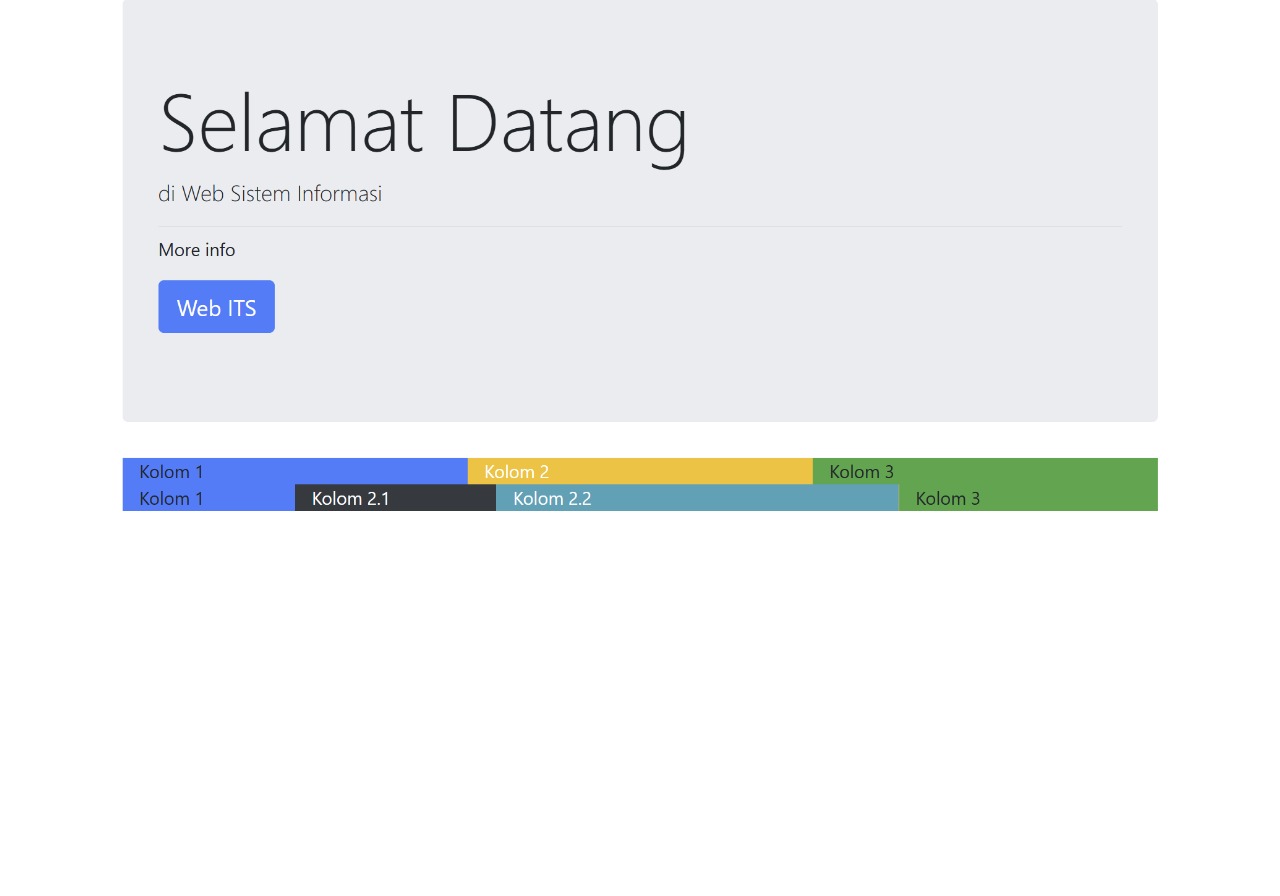 Selamat Datang
di Web Sistem Informasi
More info
Web ITS
Kolom 1 Kolom 2 Kolom 3
Kolom 1 Kolom 2.1 Kolom 2.2 Kolom 3